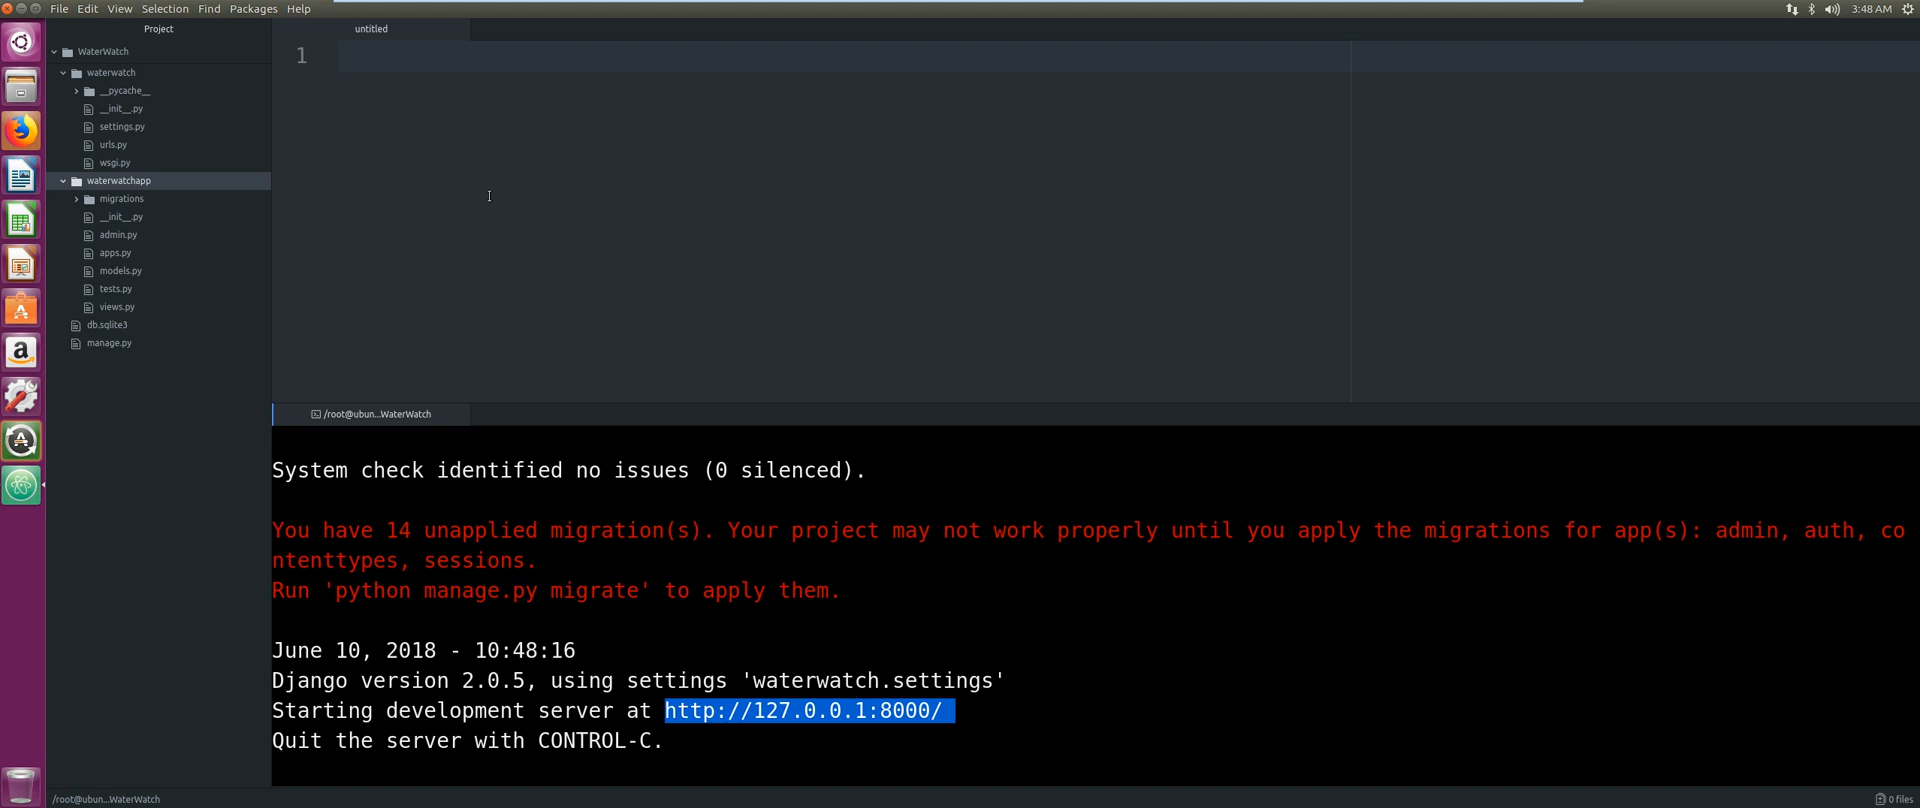 File Edit View Selection Find Packages Help
3:48 AM
Project
WaterWatch
waterwatch
__pycache__
__init__.py
settings.py
urls.py
wsgi.py
waterwatchapp
migrations
__init__.py
admin.py
apps.py
models.py
tests.py
views.py
db.sqlite3
manage.py
untitled
1
/root@ubun...WaterWatch
System check identified no issues (0 silenced).
You have 14 unapplied migration(s). Your project may not work properly until you apply the migrations for app(s): admin, auth, co
ntenttypes, sessions.
Run 'python manage.py migrate' to apply them.
June 10, 2018 - 10:48:16
Django version 2.0.5, using settings 'waterwatch.settings'
Starting development server at http://127.0.0.1:8000/
Quit the server with CONTROL-C.
/root@ubun...WaterWatch
0 files